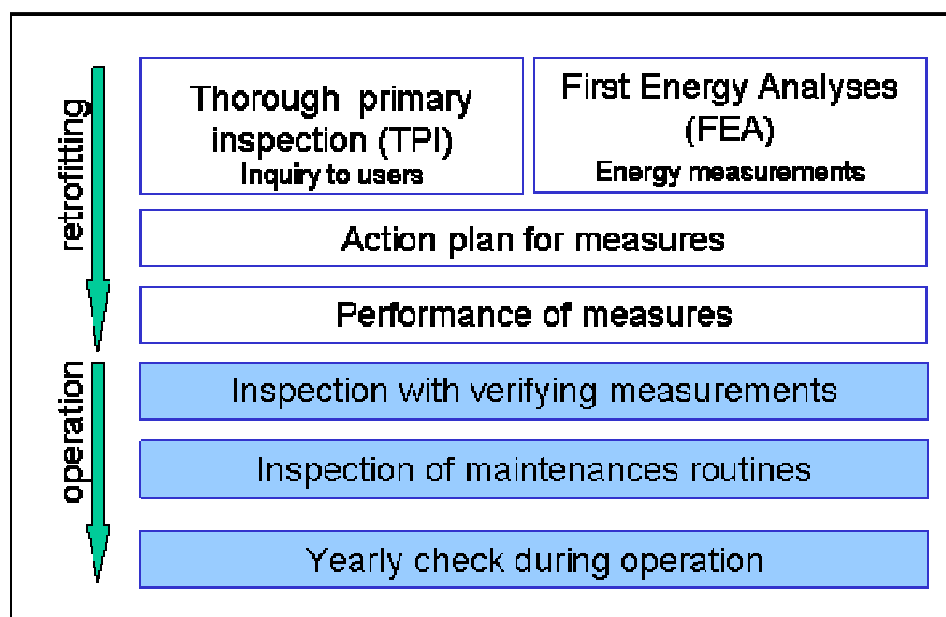 retrofitting
Thorough primary
inspection (TPI)
Inquiry to users
First Energy Analyses
(FEA)
Energy measurements
Action plan for measures
Performance of measures
operation
Inspection with verifying measurements
Inspection of maintenances routines
Yearly check during operation